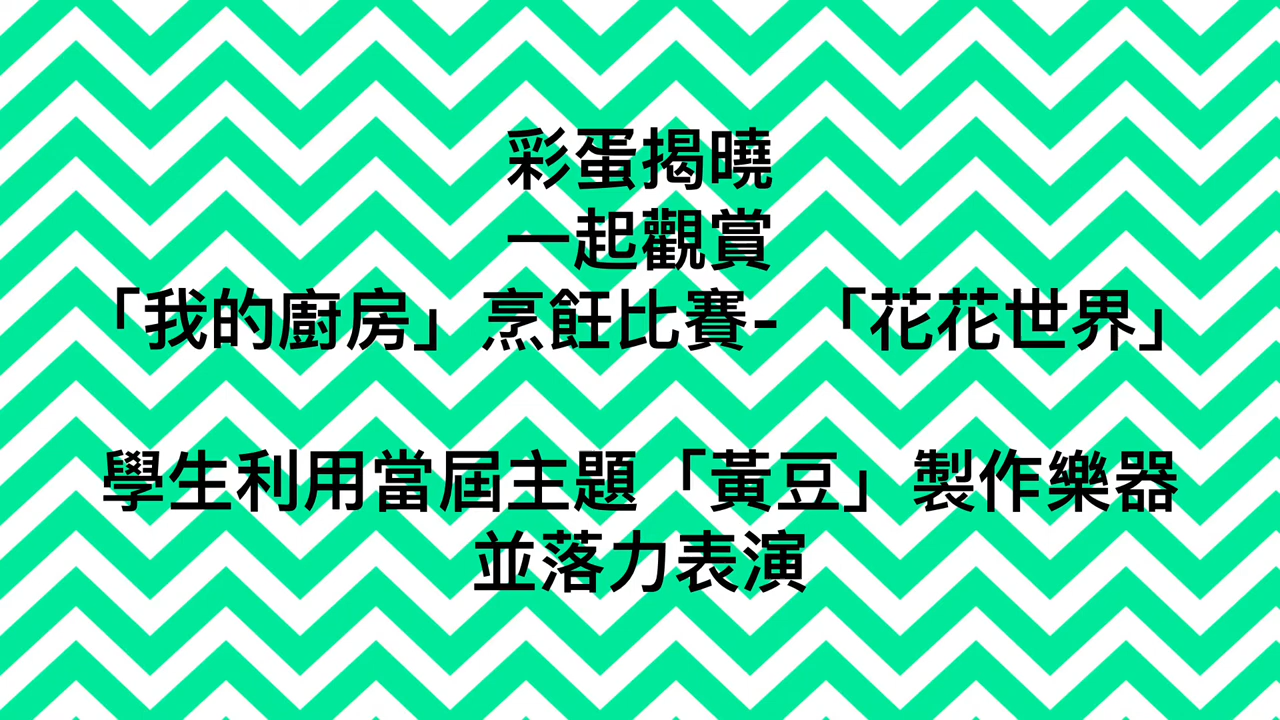 彩蛋揭曉
一起觀賞
「我的廚房」烹飪比賽- 「花花世界」
學生利用當屆主題「黃豆」製作樂器
並落力表演